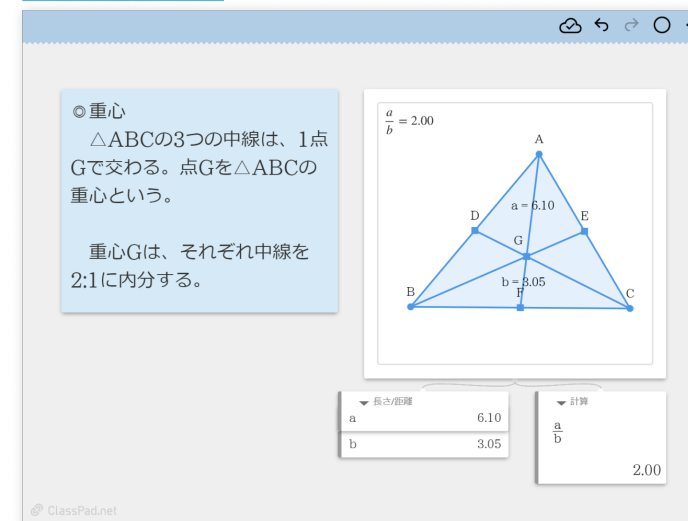 ◎重心
△ABCの3つの中線は、1点
Gで交わる。点Gを△ABCの
重心という。
重心Gは、それぞれ中線を
2:1に内分する。
a/b = 2.00
A
a = 6.10
D
E
G
b = 3.05
B
F
C
長さ/距離
a 6.10
b 3.05
計算
a/b
2.00
ClassPad.net